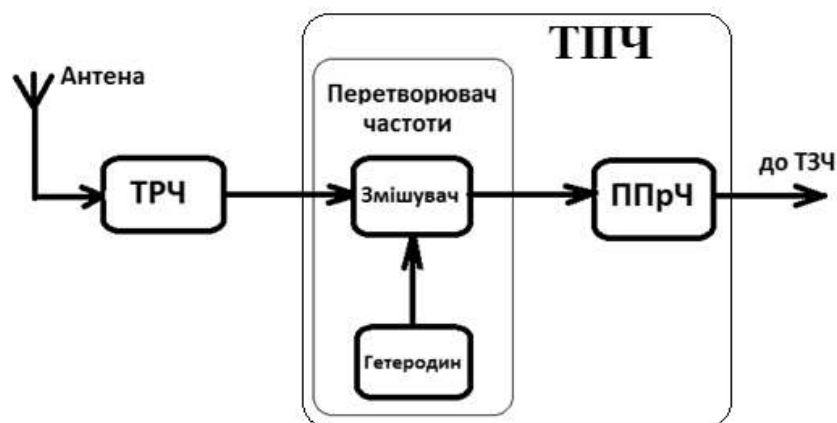 ТПЧ
Антена
Перетворювач
частоти
до ТЗЧ
ТРЧ
Змішувач
ППрЧ
Гетеродин